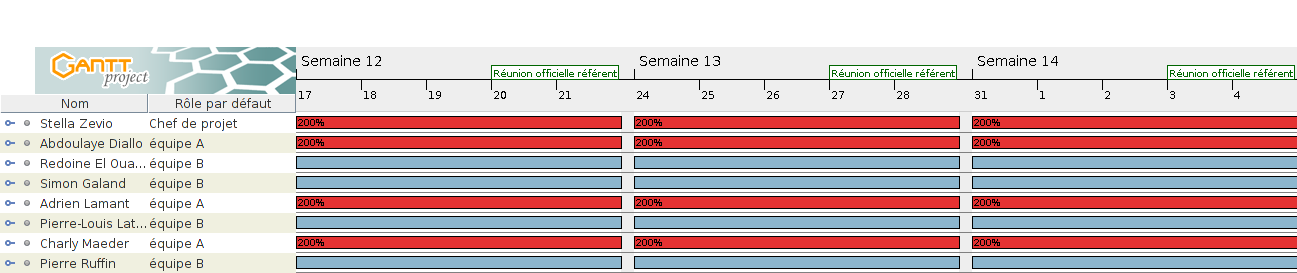 GANTT project
Semaine 12 Semaine 13 Semaine 14
Réunion officielle référent Réunion officielle référent Réunion officielle référent
17 18 19 20 21 24 25 26 27 28 31 1 2 3 4
Nom Rôle par défaut
Stella Zevio Chef de projet 200% 200% 200%
Abdoulaye Diallo équipe A 200% 200% 200%
Redoine El Oua... équipe B
Simon Galand équipe B
Adrien Lamant équipe A 200% 200% 200%
Pierre-Louis Lat... équipe B
Charly Maeder équipe A 200% 200% 200%
Pierre Ruffin équipe B